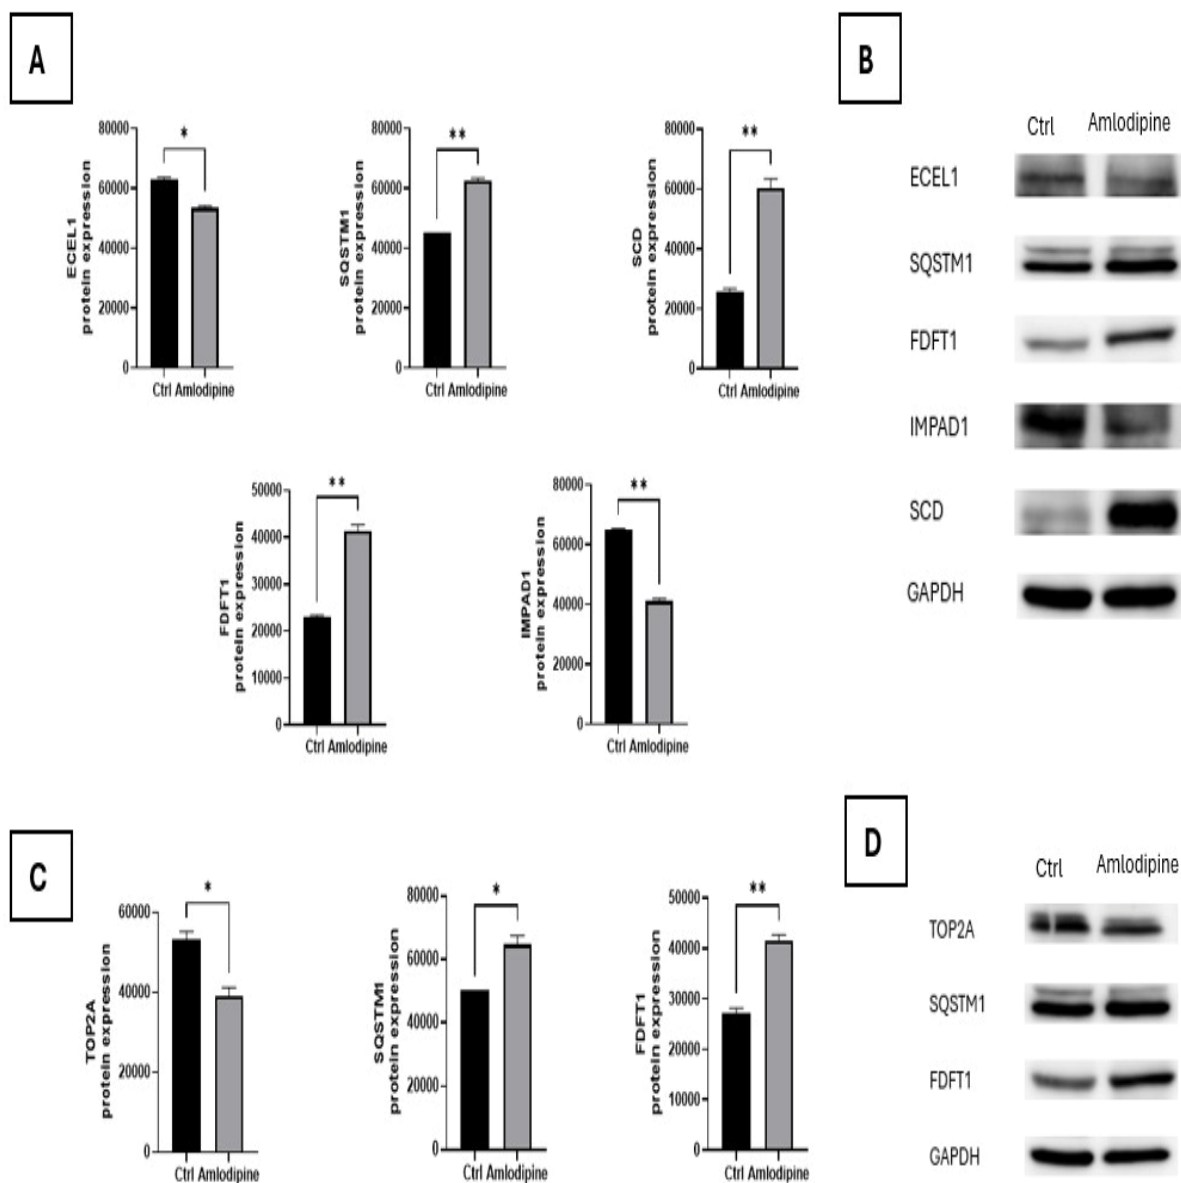 A
B
80000
60000
40000
20000
0
ECEL1
protein expression
*
Ctrl Amlodipine
80000
60000
40000
20000
0
SQSTM1
protein expression
**
Ctrl Amlodipine
80000
60000
40000
20000
0
SCD
protein expression
**
Ctrl Amlodipine
50000
40000
30000
20000
10000
0
FDFT1
protein expression
**
Ctrl Amlodipine
80000
60000
40000
20000
0
IMPAD1
protein expression
**
Ctrl Amlodipine
Ctrl Amlodipine
ECEL1
SQSTM1
FDFT1
IMPAD1
SCD
GAPDH
C
D
60000
40000
20000
0
TOP2A
protein expression
*
Ctrl Amlodipine
80000
60000
40000
20000
0
SQSTM1
protein expression
*
Ctrl Amlodipine
50000
40000
30000
20000
10000
0
FDFT1
protein expression
**
Ctrl Amlodipine
Ctrl Amlodipine
TOP2A
SQSTM1
FDFT1
GAPDH